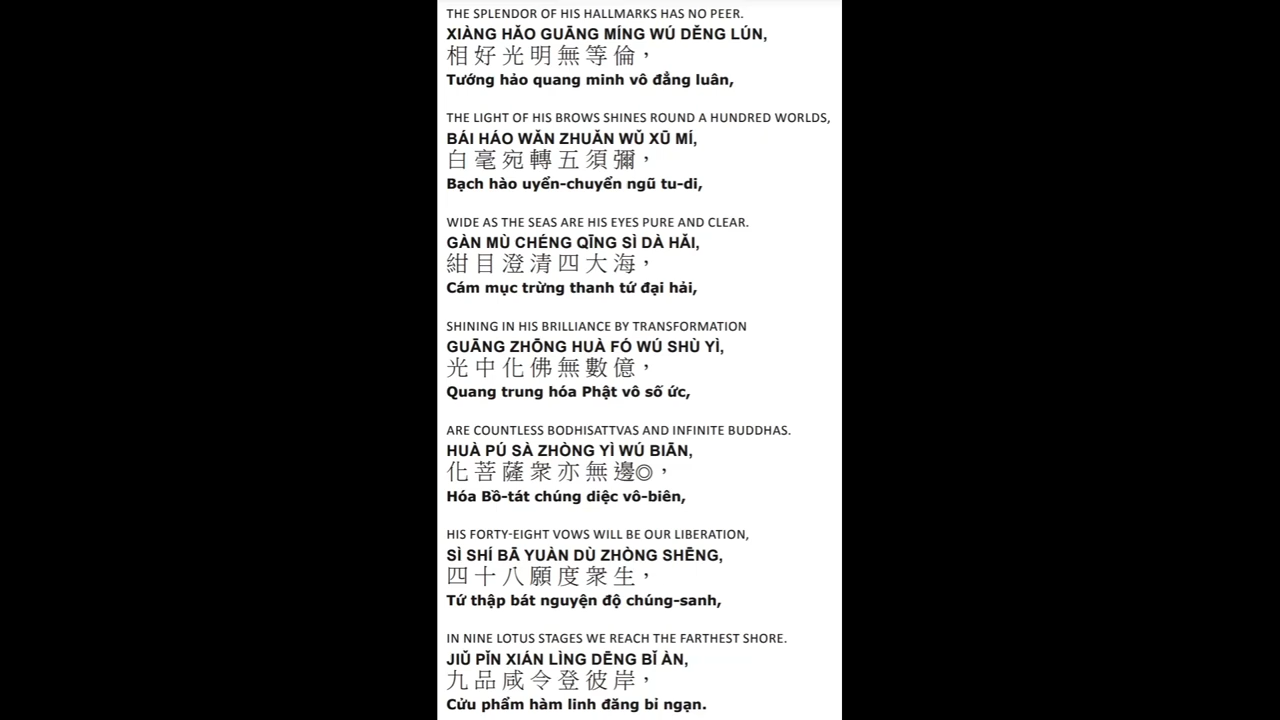 THE SPLENDOR OF HIS HALLMARKS HAS NO PEER.
XIÀNG HǍO GUĀNG MÍNG WÚ DĚNG LÚN,
相好光明無等倫，
Tướng hảo quang minh vô đẳng luân,
THE LIGHT OF HIS BROWS SHINES ROUND A HUNDRED WORLDS,
BÁI HÁO WǍN ZHUǍN WǓ XŪ MÍ,
白毫宛轉五須彌，
Bạch hào uyển-chuyển ngũ tu-di,
WIDE AS THE SEAS ARE HIS EYES PURE AND CLEAR.
GÀN MÙ CHÉNG QĪNG SÌ DÀ HǍI,
紺目澄清四大海，
Cám mục trừng thanh tứ đại hải,
SHINING IN HIS BRILLIANCE BY TRANSFORMATION
GUĀNG ZHŌNG HUÀ FÓ WÚ SHÙ YÌ,
光中化佛無數億，
Quang trung hóa Phật vô số ức,
ARE COUNTLESS BODHISATTVAS AND INFINITE BUDDHAS.
HUÀ PÚ SÀ ZHÒNG YÌ WÚ BIĀN,
化菩薩衆亦無邊◎，
Hóa Bồ-tát chúng diệc vô-biên,
HIS FORTY-EIGHT VOWS WILL BE OUR LIBERATION,
SÌ SHÍ BĀ YUÀN DÙ ZHÒNG SHĒNG,
四十八願度衆生，
Tứ thập bát nguyện độ chúng-sanh,
IN NINE LOTUS STAGES WE REACH THE FARTHEST SHORE.
JIǓ PǏN XIÁN LÌNG DĒNG BǏ ÀN,
九品咸令登彼岸，
Cửu phẩm hàm linh đăng bỉ ngạn.